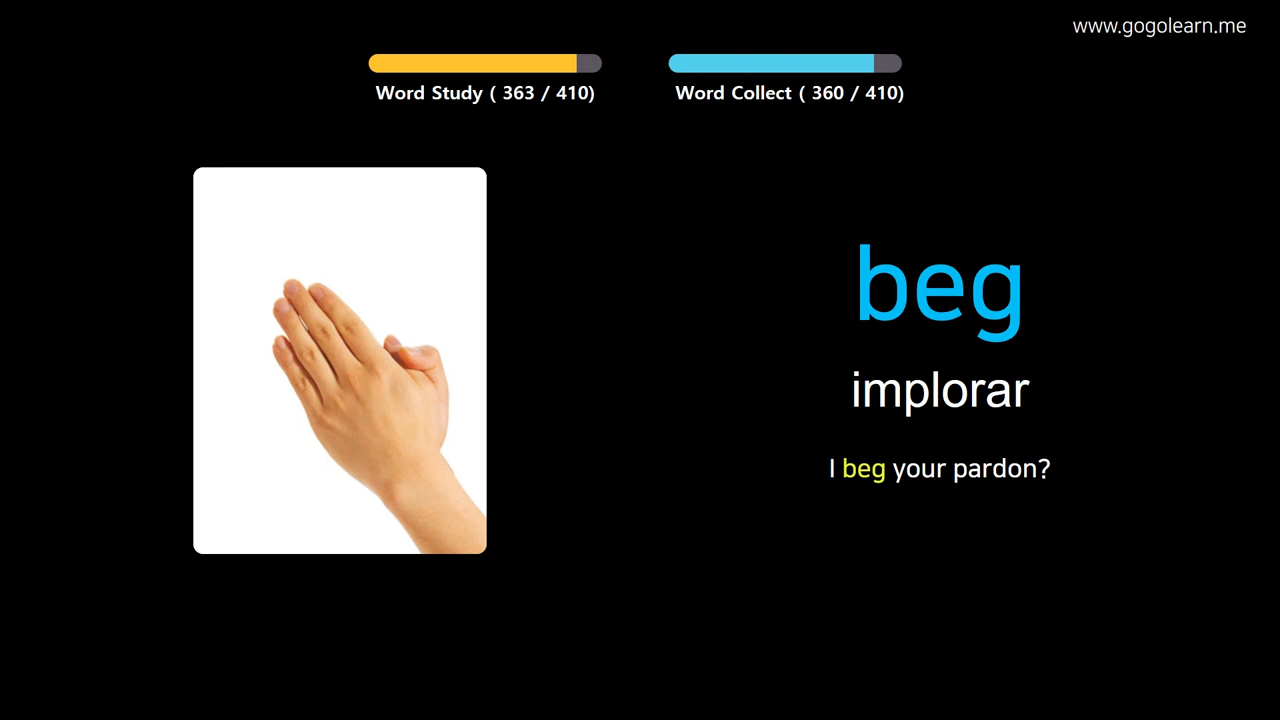 www.gogolearn.me
Word Study ( 363 / 410)
Word Collect ( 360 / 410)
beg
implorar
I beg your pardon?